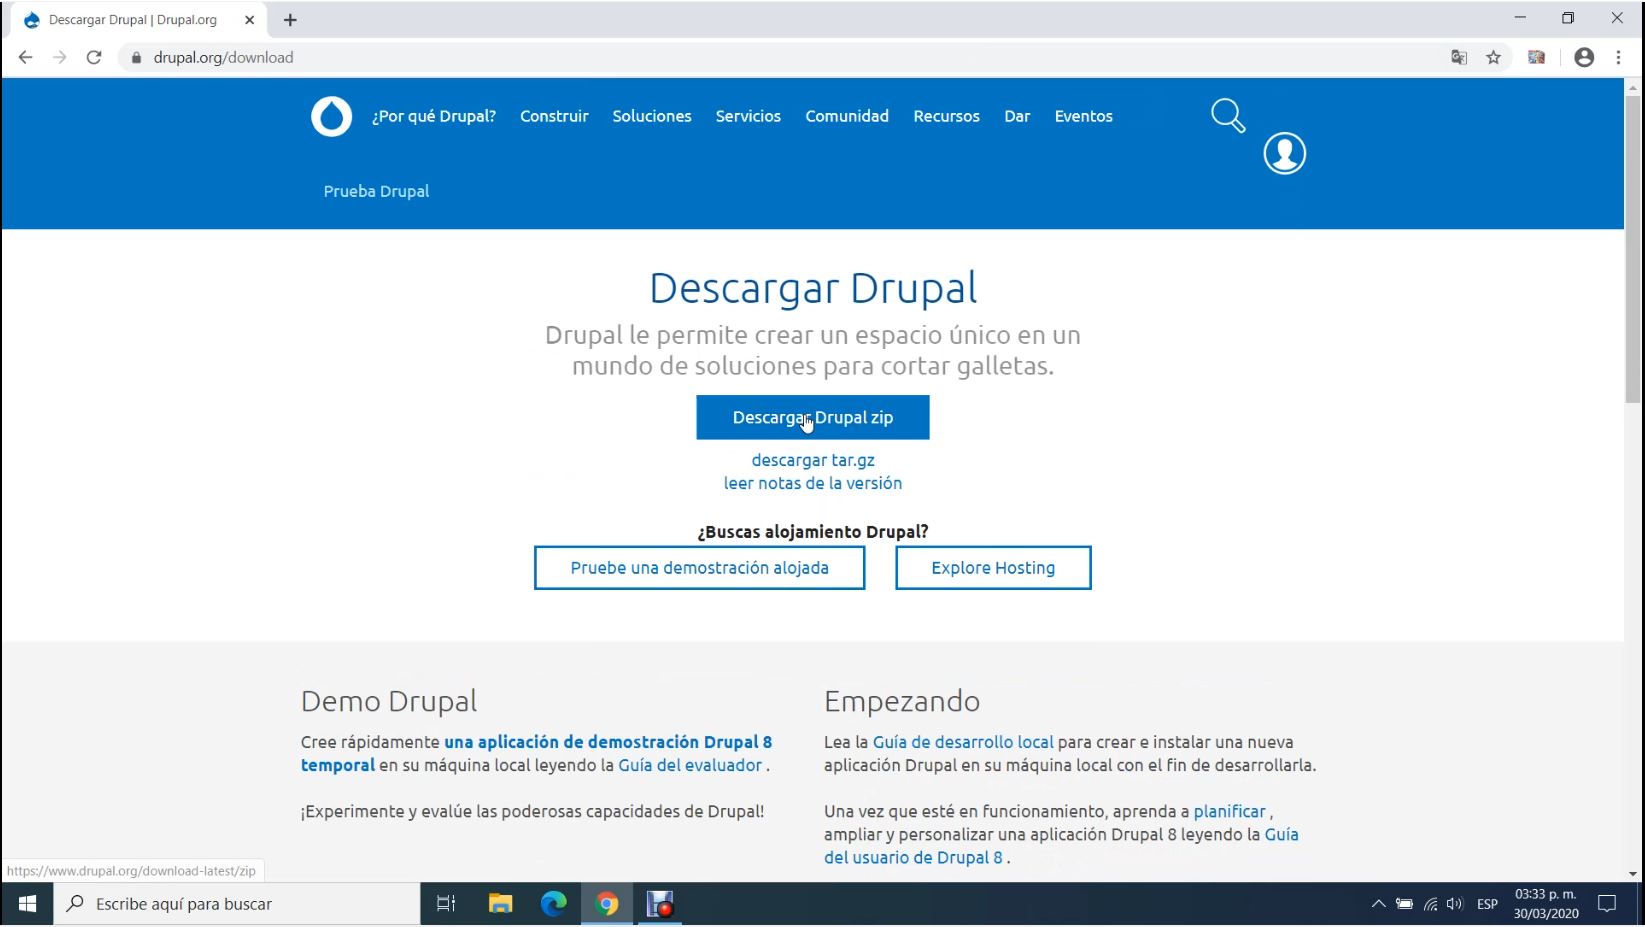 Descargar Drupal | Drupal.org
drupal.org/download
¿Por qué Drupal? Construir Soluciones Servicios Comunidad Recursos Dar Eventos
Prueba Drupal
Descargar Drupal
Drupal le permite crear un espacio único en un
mundo de soluciones para cortar galletas.
Descargar Drupal zip
descargar tar.gz
leer notas de la versión
¿Buscas alojamiento Drupal?
Pruebe una demostración alojada
Explore Hosting
Demo Drupal
Cree rápidamente una aplicación de demostración Drupal 8
temporal en su máquina local leyendo la Guía del evaluador .
¡Experimente y evalúe las poderosas capacidades de Drupal!
Empezando
Lea la Guía de desarrollo local para crear e instalar una nueva
aplicación Drupal en su máquina local con el fin de desarrollarla.
Una vez que esté en funcionamiento, aprenda a planificar ,
ampliar y personalizar una aplicación Drupal 8 leyendo la Guía
del usuario de Drupal 8 .
https://www.drupal.org/download-latest/zip
Escribe aquí para buscar
ESP
03:33 p. m.
30/03/2020